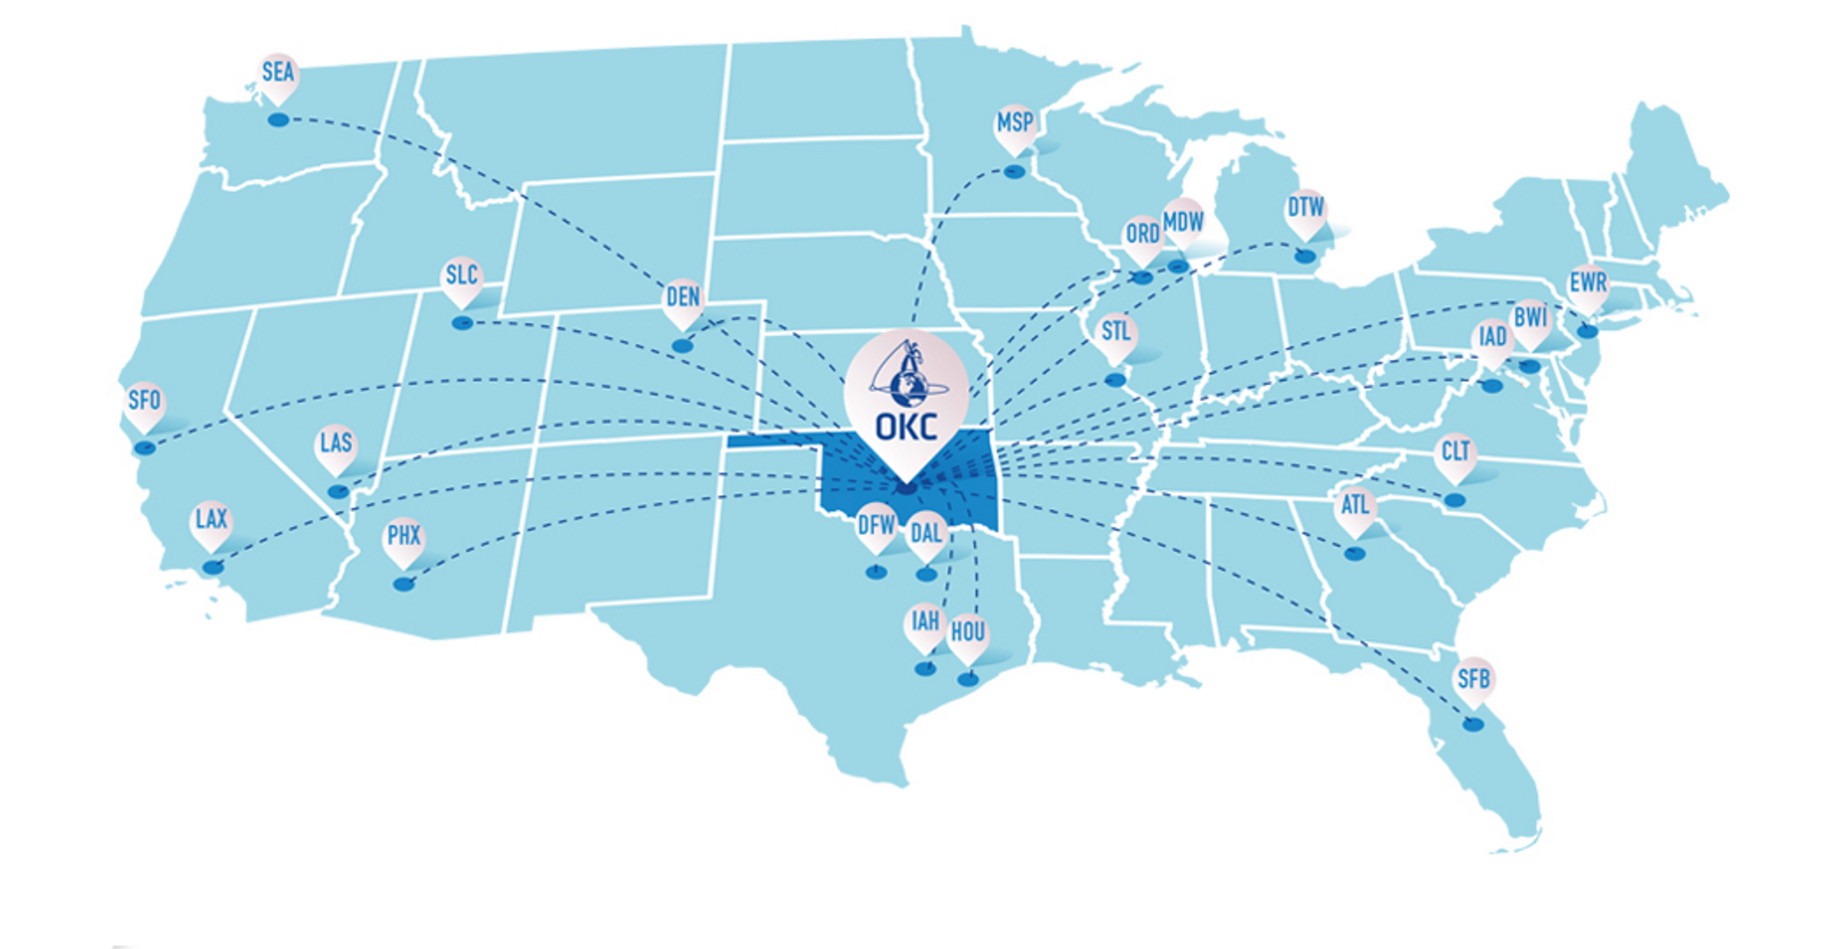 SEA
MSP
DTW
MDW
ORD
SLC
DEN
EWR
BWI
STL
IAD
SFO
OKC
LAS
CLT
ATL
LAX
DFW
DAL
PHX
IAH
HOU
SFB